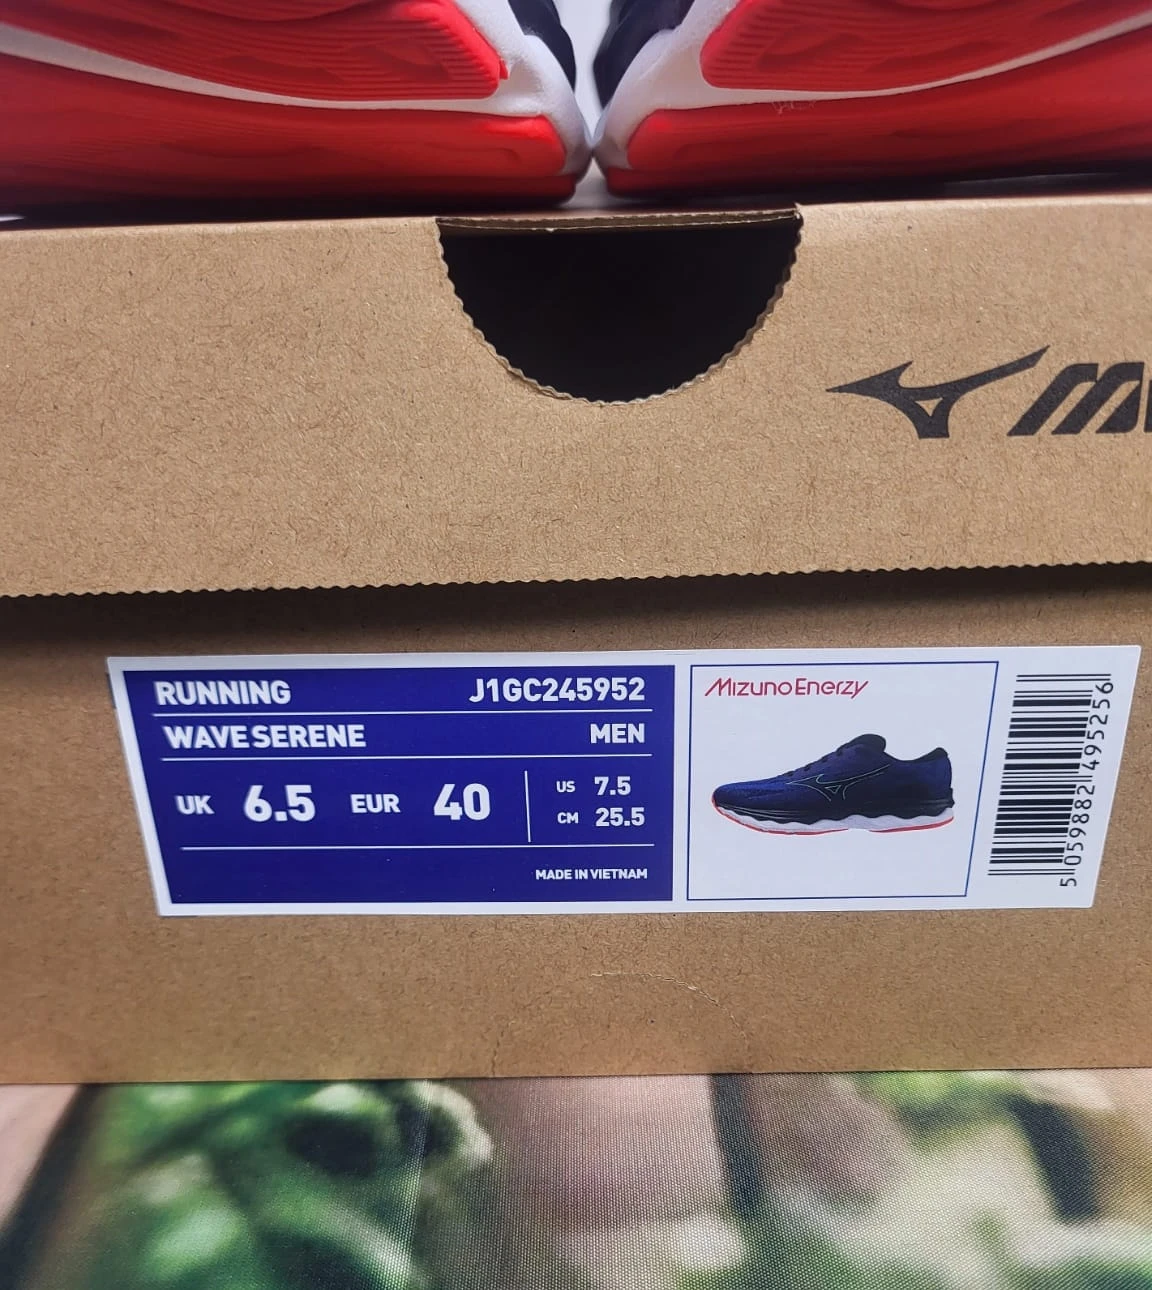 RUNNING J1GC245952
WAVE SERENE MEN
UK 6.5 EUR 40 US 7.5
CM 25.5
MADE IN VIETNAM
MizunoEnerzy
5 059882 495256